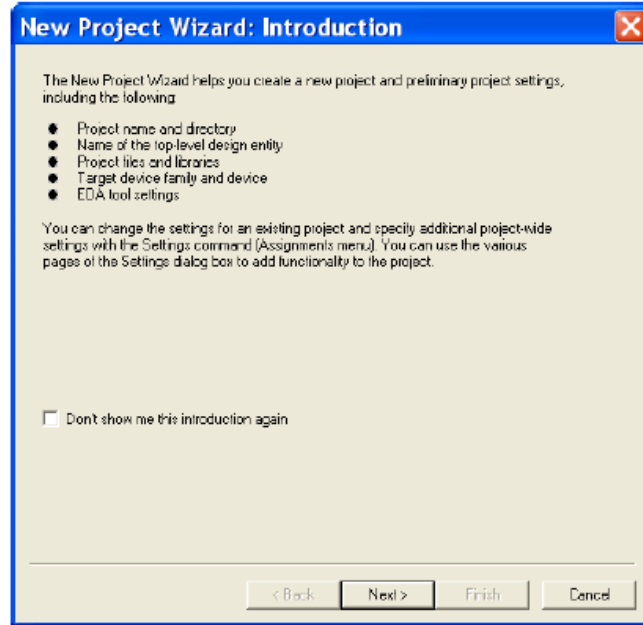 New Project Wizard: Introduction
The New Project Wizard helps you create a new project and preliminary project settings,
including the following:
● Project name and directory
● Name of the top-level design entity
● Project files and libraries
● Target device family and device
● EDA tool settings
You can change the settings for an existing project and specify additional project-wide
settings with the Settings command (Assignments menu). You can use the various
pages of the Settings dialog box to add functionality to the project.
Don't show me this introduction again
< Back Next > Finish Cancel